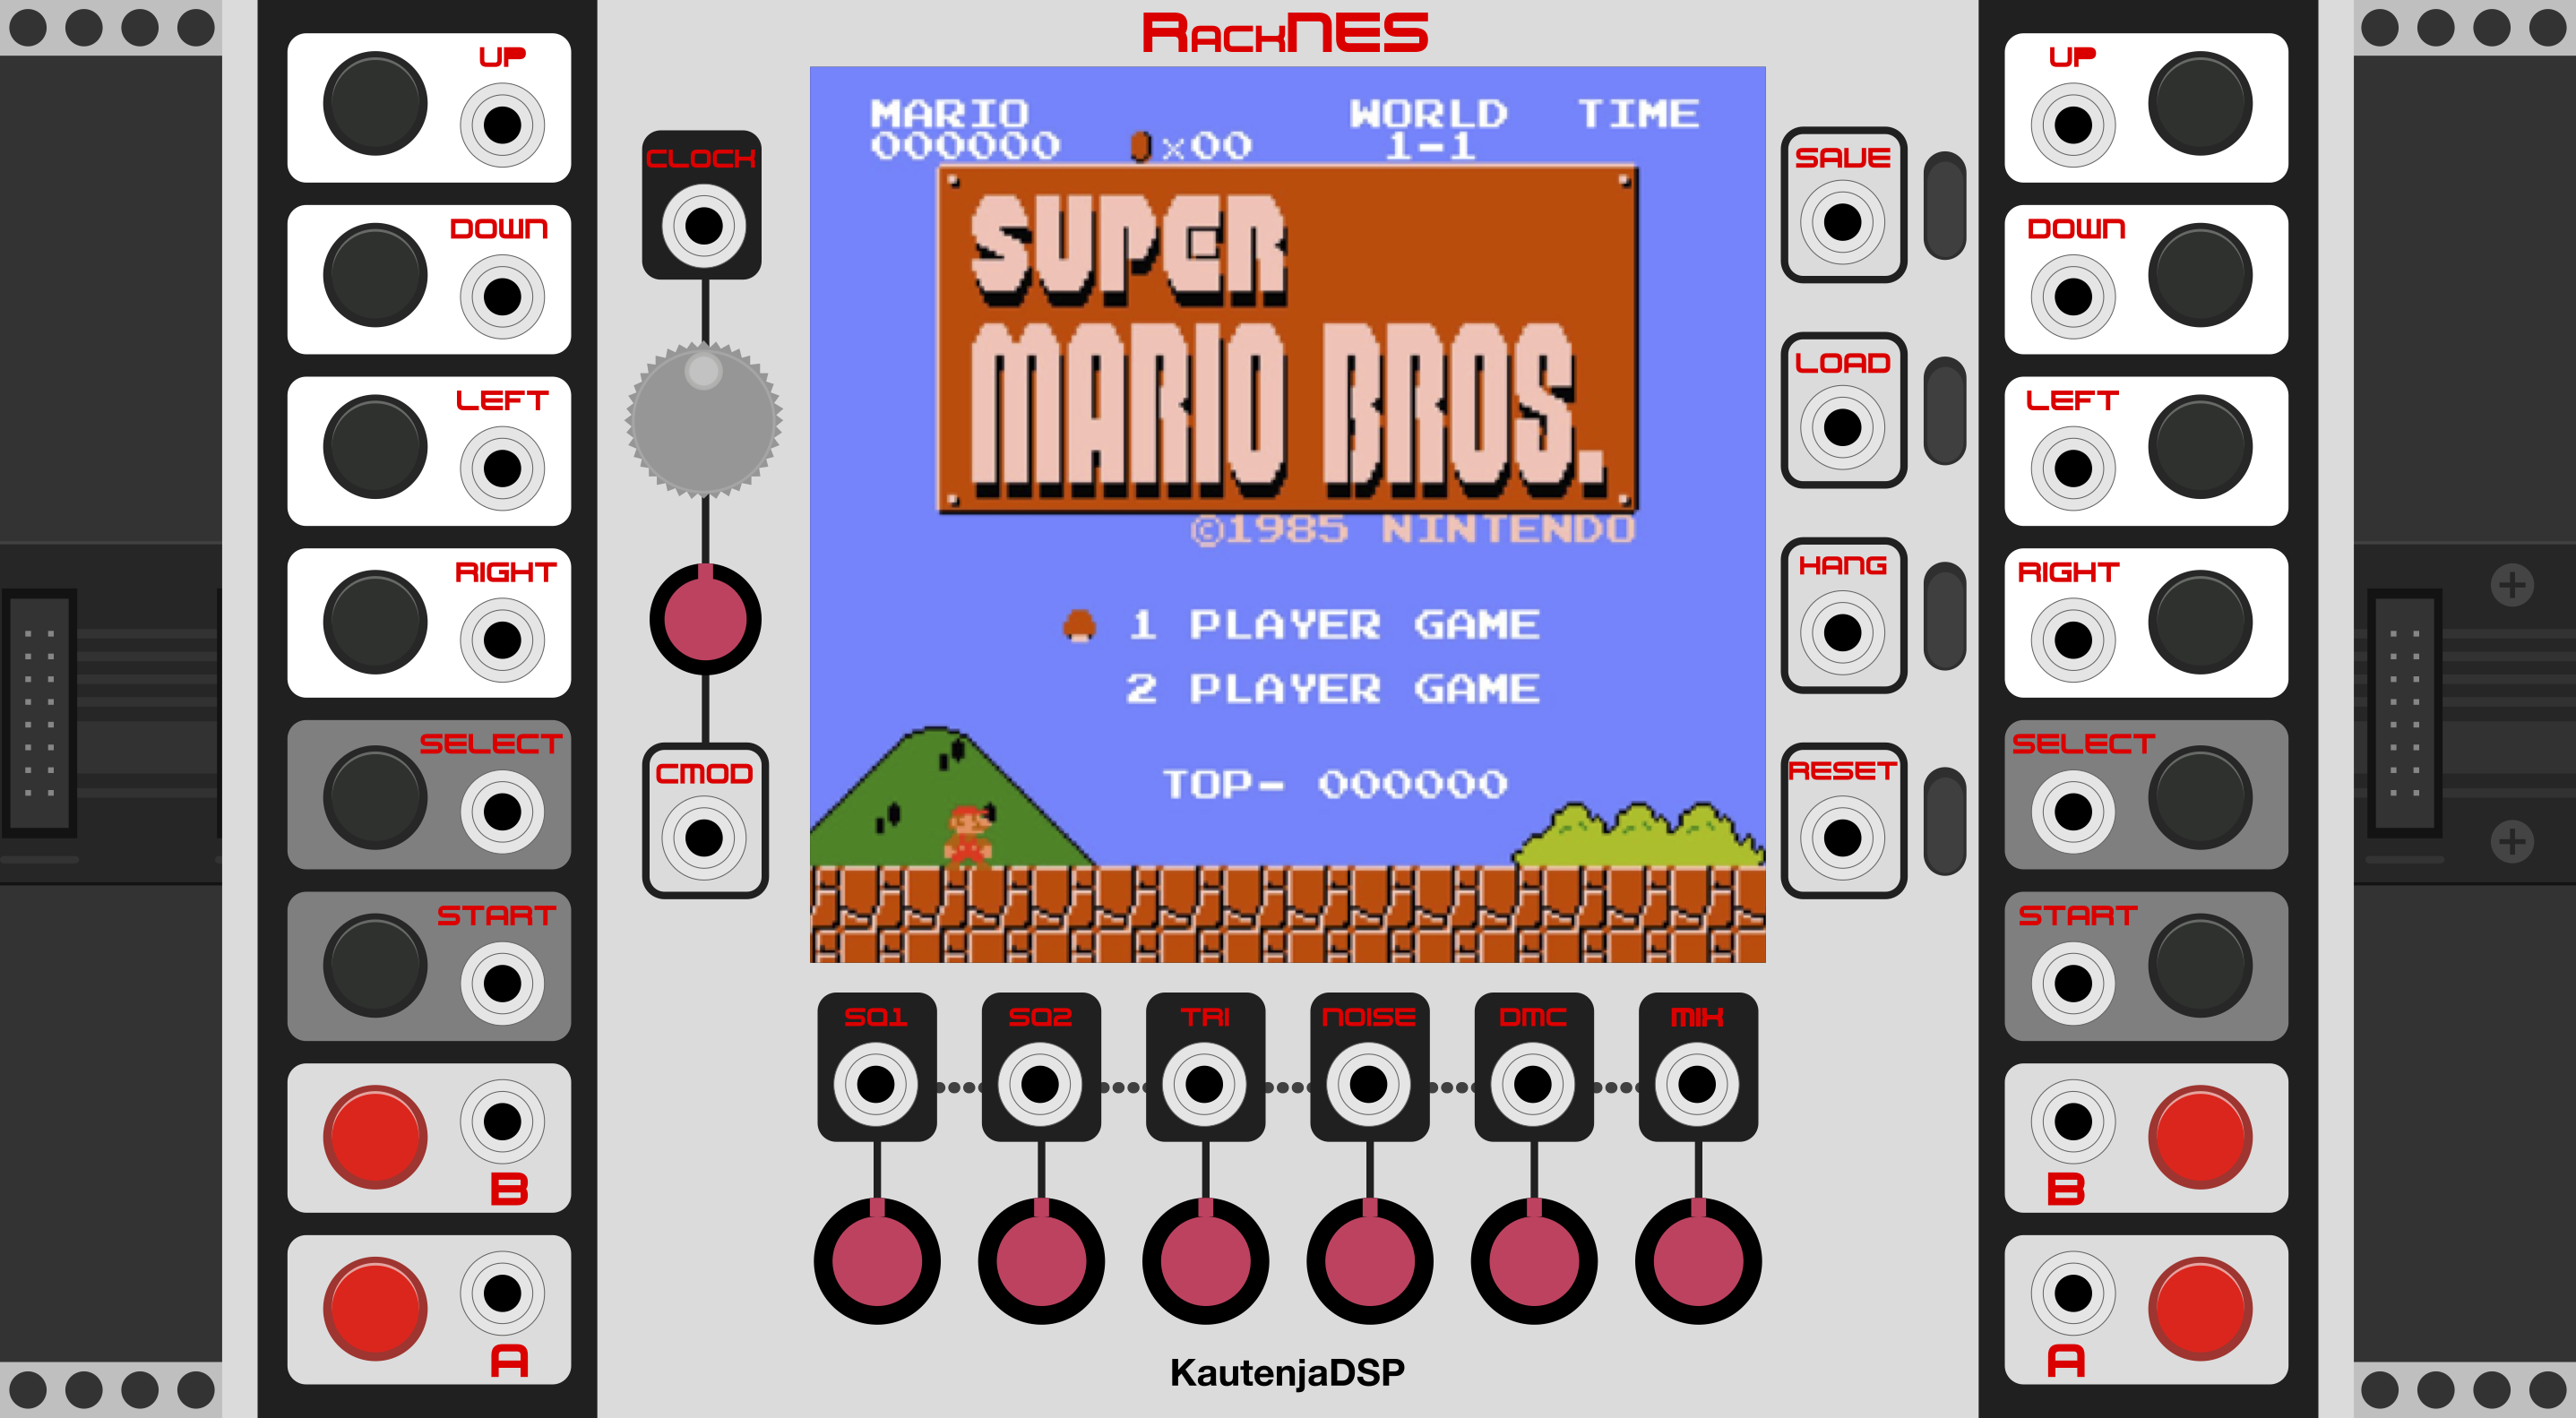 RackNES
UP
DOWN
LEFT
RIGHT
SELECT
START
B
A
CLOCK
CMOD
MARIO WORLD TIME
000000 x00 1-1
SUPER
MARIO BROS.
©1985 NINTENDO
1 PLAYER GAME
2 PLAYER GAME
TOP- 000000
SAVE
LOAD
HANG
RESET
SQ1 SQ2 TRI NOISE DMC MIX
UP
DOWN
LEFT
RIGHT
SELECT
START
B
A
KautenjaDSP